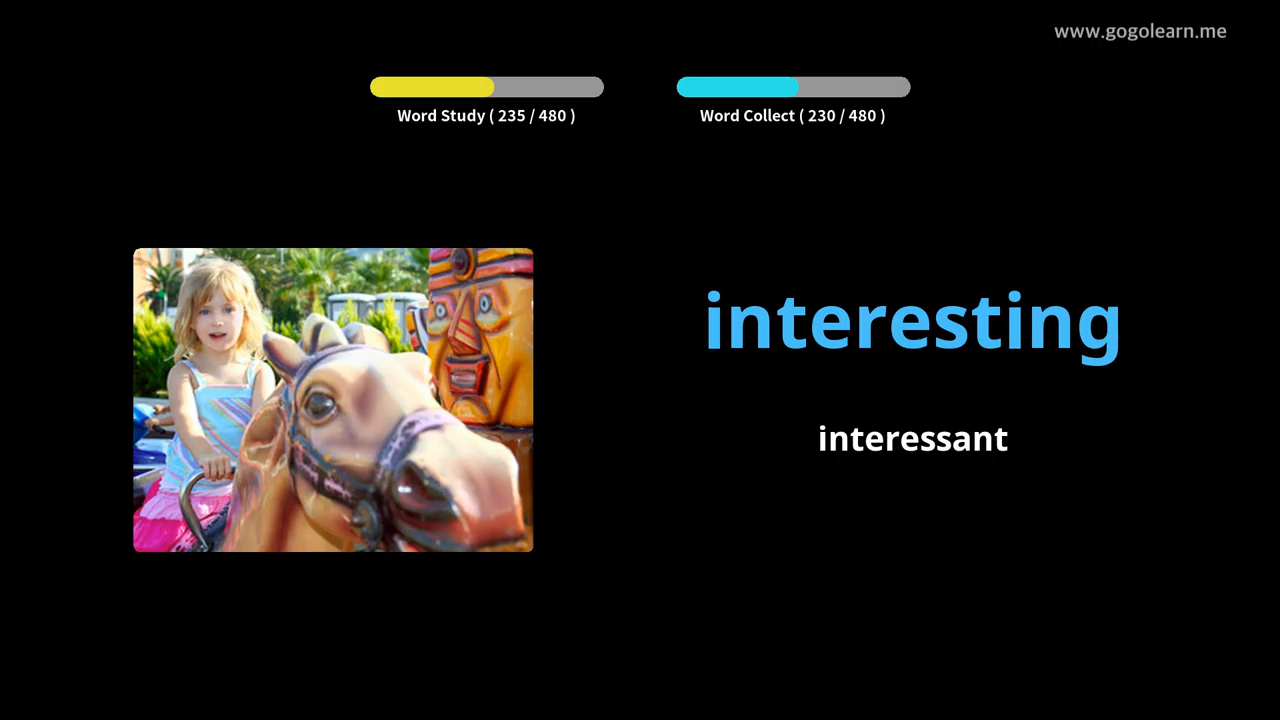 www.gogolearn.me
Word Study ( 235 / 480 )
Word Collect ( 230 / 480 )
interesting
interessant